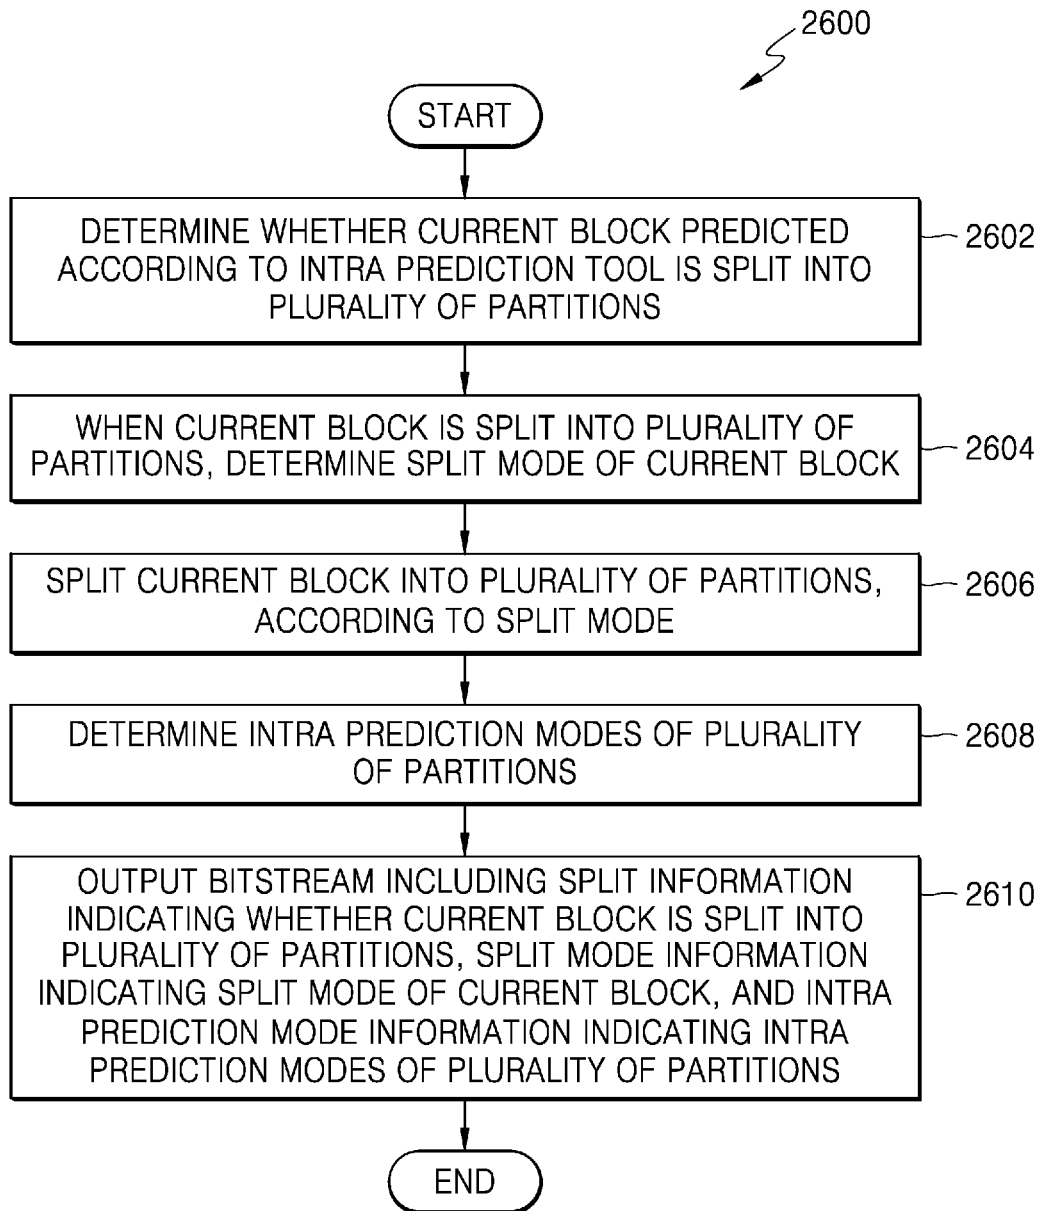 2600
START
DETERMINE WHETHER CURRENT BLOCK PREDICTED
ACCORDING TO INTRA PREDICTION TOOL IS SPLIT INTO
PLURALITY OF PARTITIONS
2602
WHEN CURRENT BLOCK IS SPLIT INTO PLURALITY OF
PARTITIONS, DETERMINE SPLIT MODE OF CURRENT BLOCK
2604
SPLIT CURRENT BLOCK INTO PLURALITY OF PARTITIONS,
ACCORDING TO SPLIT MODE
2606
DETERMINE INTRA PREDICTION MODES OF PLURALITY
OF PARTITIONS
2608
OUTPUT BITSTREAM INCLUDING SPLIT INFORMATION
INDICATING WHETHER CURRENT BLOCK IS SPLIT INTO
PLURALITY OF PARTITIONS, SPLIT MODE INFORMATION
INDICATING SPLIT MODE OF CURRENT BLOCK, AND INTRA
PREDICTION MODE INFORMATION INDICATING INTRA
PREDICTION MODES OF PLURALITY OF PARTITIONS
2610
END